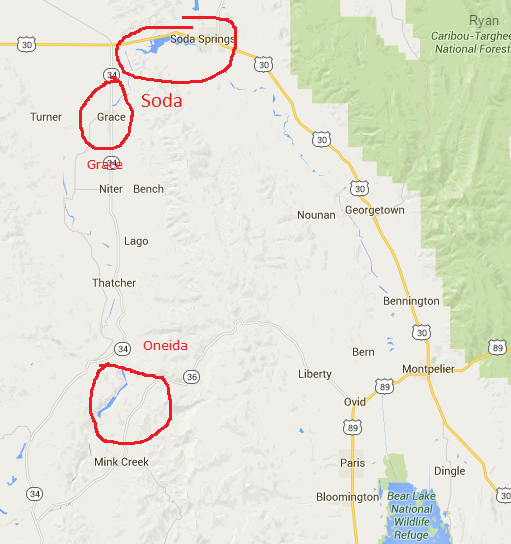 Ryan
Caribou-Targhee
National Forest
30
Soda Springs
30
34
Soda
Turner
Grace
30
Grace
34
Niter
Bench
30
Nounan
Georgetown
Lago
Thatcher
Bennington
30
34
Oneida
89
Bern
36
Liberty
Montpelier
89
Ovid
89
Mink Creek
Paris
Dingle
34
Bloomington
Bear Lake
National
Wildlife
Refuge
30